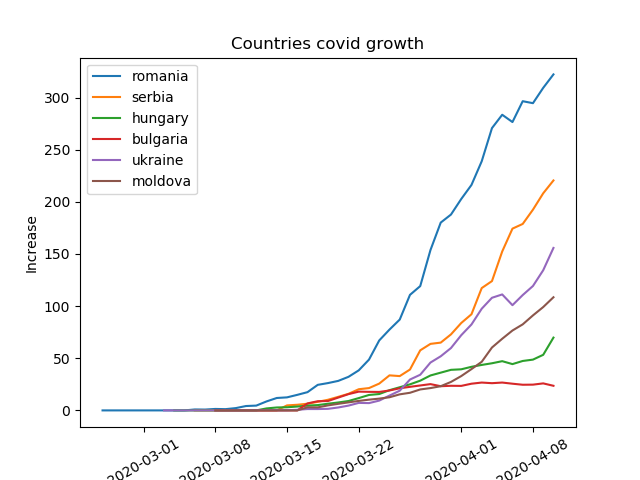 Countries covid growth
romania
serbia
hungary
bulgaria
ukraine
moldova
Increase
300
250
200
150
100
50
0
2020-03-01
2020-03-08
2020-03-15
2020-03-22
2020-04-01
2020-04-08